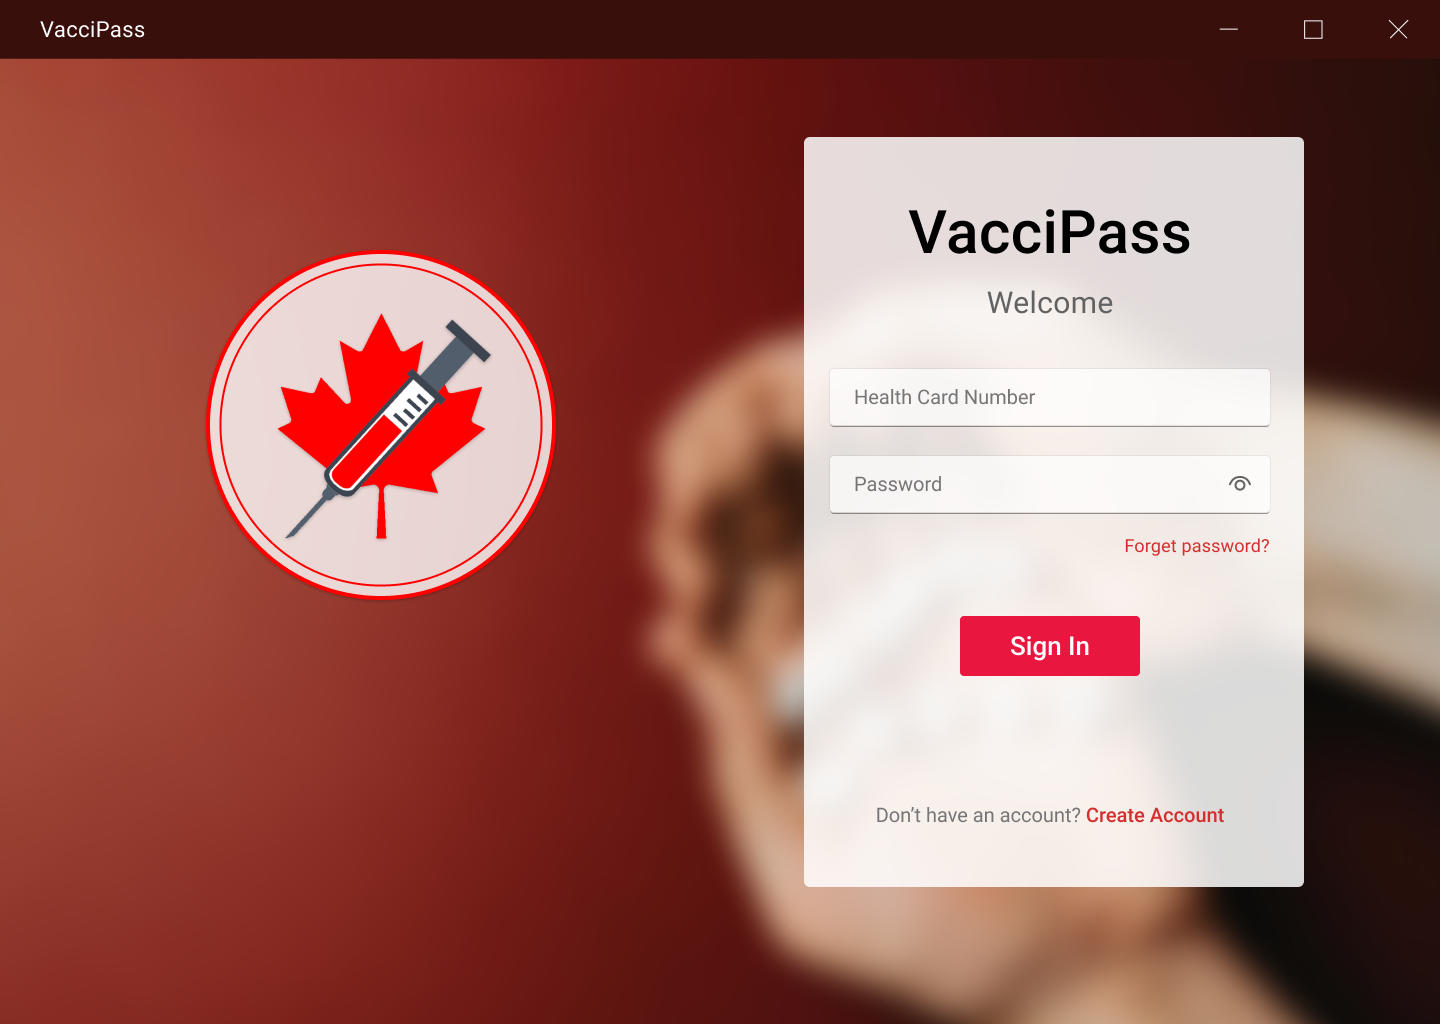 VacciPass
VacciPass
Welcome
Health Card Number
Password
Forget password?
Sign In
Don’t have an account? Create Account